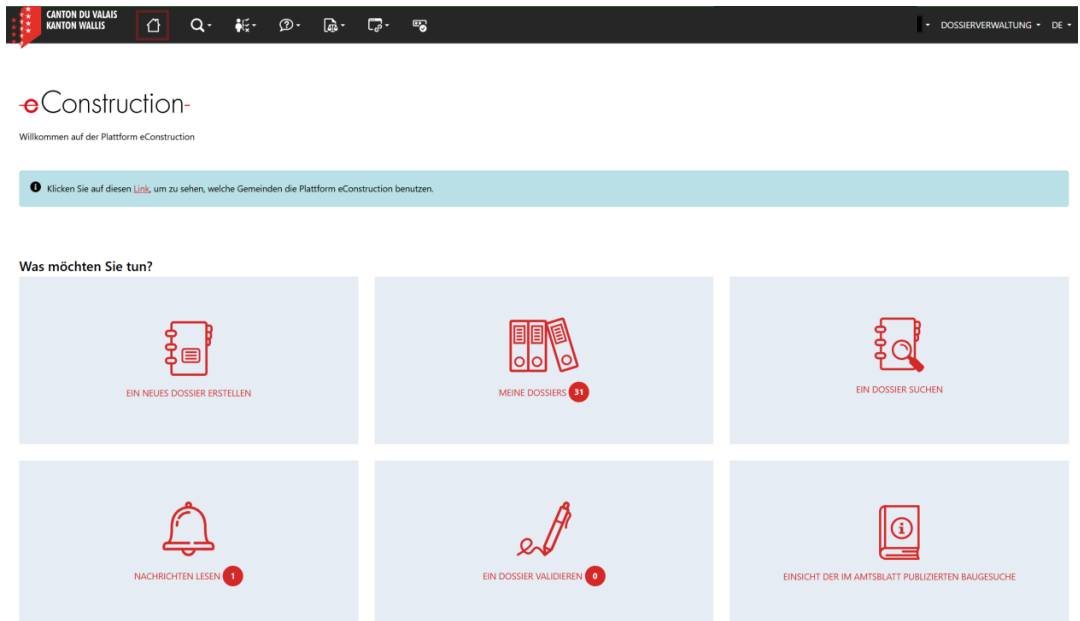 CANTON DU VALAIS
KANTON WALLIS
DOSSIERVERWALTUNG
DE
eConstruction
Willkommen auf der Plattform eConstruction
Klicken Sie auf diesen Link, um zu sehen, welche Gemeinden die Plattform eConstruction benutzen.
Was möchten Sie tun?
EIN NEUES DOSSIER ERSTELLEN
MEINE DOSSIERS 31
EIN DOSSIER SUCHEN
NACHRICHTEN LESEN 1
EIN DOSSIER VALIDIEREN 0
EINSICHT DER IM AMTSBLATT PUBLIZIERTEN BAUGESUCHE